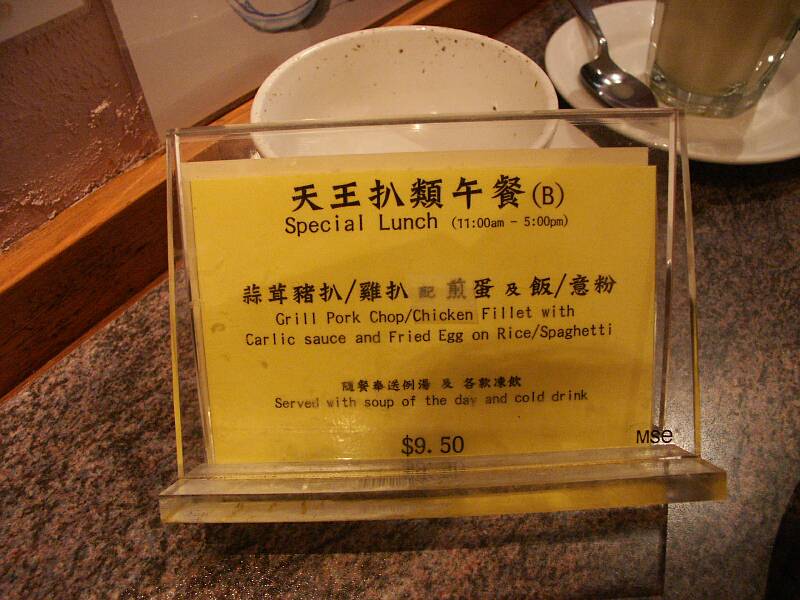 天王扒類午餐(B)
Special Lunch (11:00am - 5:00pm)
蒜茸豬扒/雞扒 配 煎蛋 及 飯/意粉
Grill Pork Chop/Chicken Fillet with
Carlic sauce and Fried Egg on Rice/Spaghetti
隨餐奉送例湯 及 各款凍飲
Served with soup of the day and cold drink
$9.50
MSE